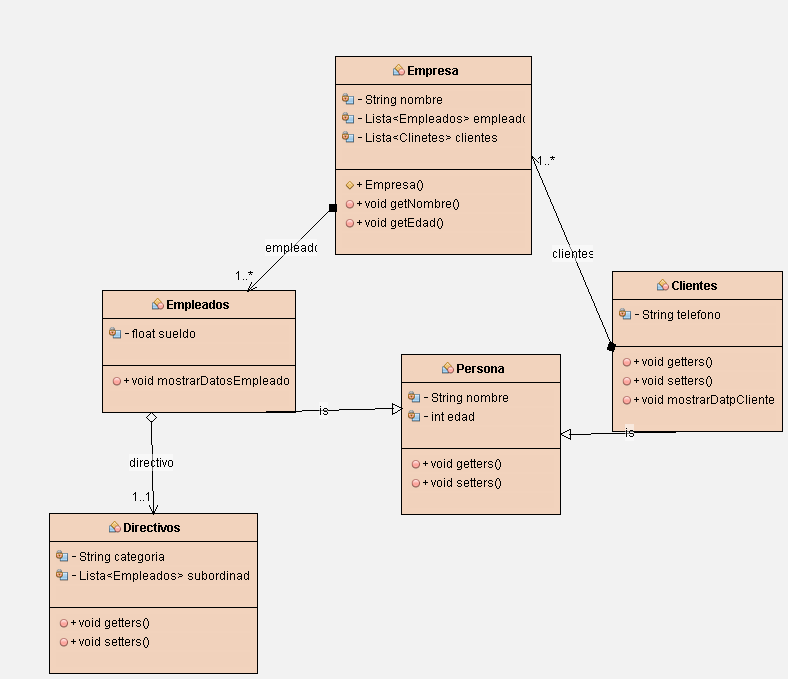 Empresa
- String nombre
- Lista<Empleados> empleado
- Lista<Clinetes> clientes
+ Empresa()
+ void getNombre()
+ void getEdad()
1..*
empleado
clientes
1..*
Empleados
- float sueldo
+ void mostrarDatosEmpleado
Clientes
- String telefono
+ void getters()
+ void setters()
+ void mostrarDatpCliente
Persona
- String nombre
- int edad
+ void getters()
+ void setters()
is
is
directivo
1..1
Directivos
- String categoria
- Lista<Empleados> subordinad
+ void getters()
+ void setters()